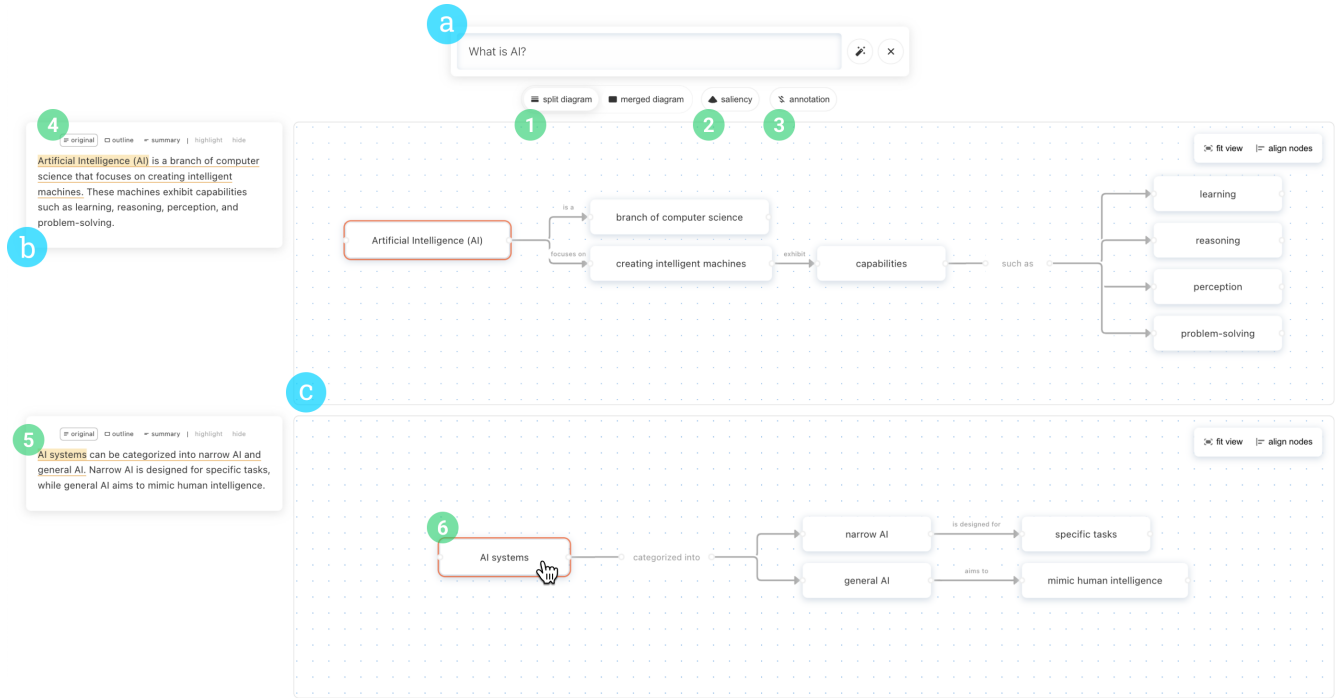 a
What is AI?
split diagram
merged diagram
saliency
annotation
1
2
3
4
original outline summary | highlight hide
Artificial Intelligence (AI) is a branch of computer
science that focuses on creating intelligent
machines. These machines exhibit capabilities
such as learning, reasoning, perception, and
problem-solving.
b
fit view align nodes
Artificial Intelligence (AI)
is a
branch of computer science
focuses on
creating intelligent machines
exhibit
capabilities
such as
learning
reasoning
perception
problem-solving
c
5
original outline summary | highlight hide
AI systems can be categorized into narrow AI and
general AI. Narrow AI is designed for specific tasks,
while general AI aims to mimic human intelligence.
fit view align nodes
6
AI systems
categorized into
narrow AI
is designed for
specific tasks
general AI
aims to
mimic human intelligence